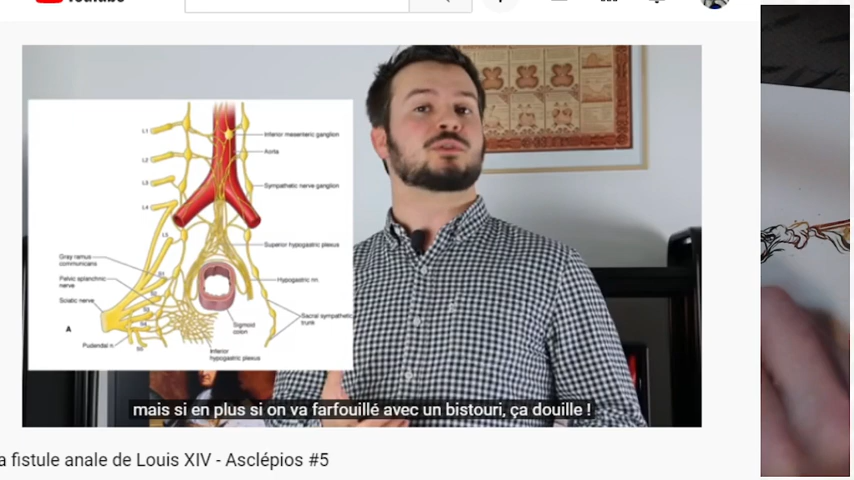 YouTube
L1
L2
L3
L4
L5
Inferior mesenteric ganglion
Aorta
Sympathetic nerve ganglion
Superior hypogastric plexus
Gray ramus
communicans
Pelvic splanchnic
nerve
Sciatic nerve
Hypogastric nn
A
Sacral sympathetic
trunk
Sigmoid
colon
Pudendal n.
Inferior
hypogastric plexus
mais si en plus si on va farfouillé avec un bistouri, ça douille !
a fistule anale de Louis XIV - Asclépios #5